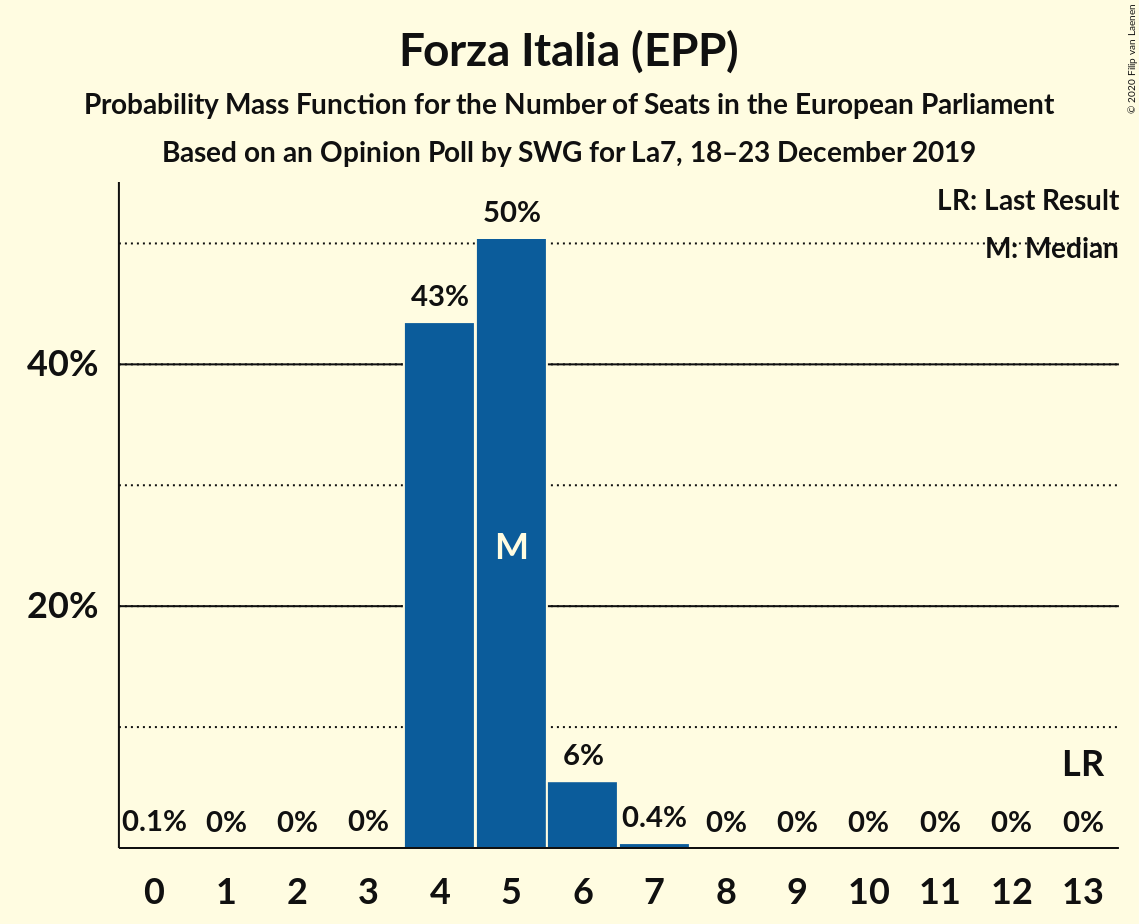 Forza Italia (EPP)
Probability Mass Function for the Number of Seats in the European Parliament
Based on an Opinion Poll by SWG for La7, 18–23 December 2019
© 2020 Filip van Laenen
LR: Last Result
M: Median
50%
43%
40%
M
20%
6%
LR
0.1% 0% 0% 0% 0.4% 0% 0% 0% 0% 0% 0%
0 1 2 3 4 5 6 7 8 9 10 11 12 13